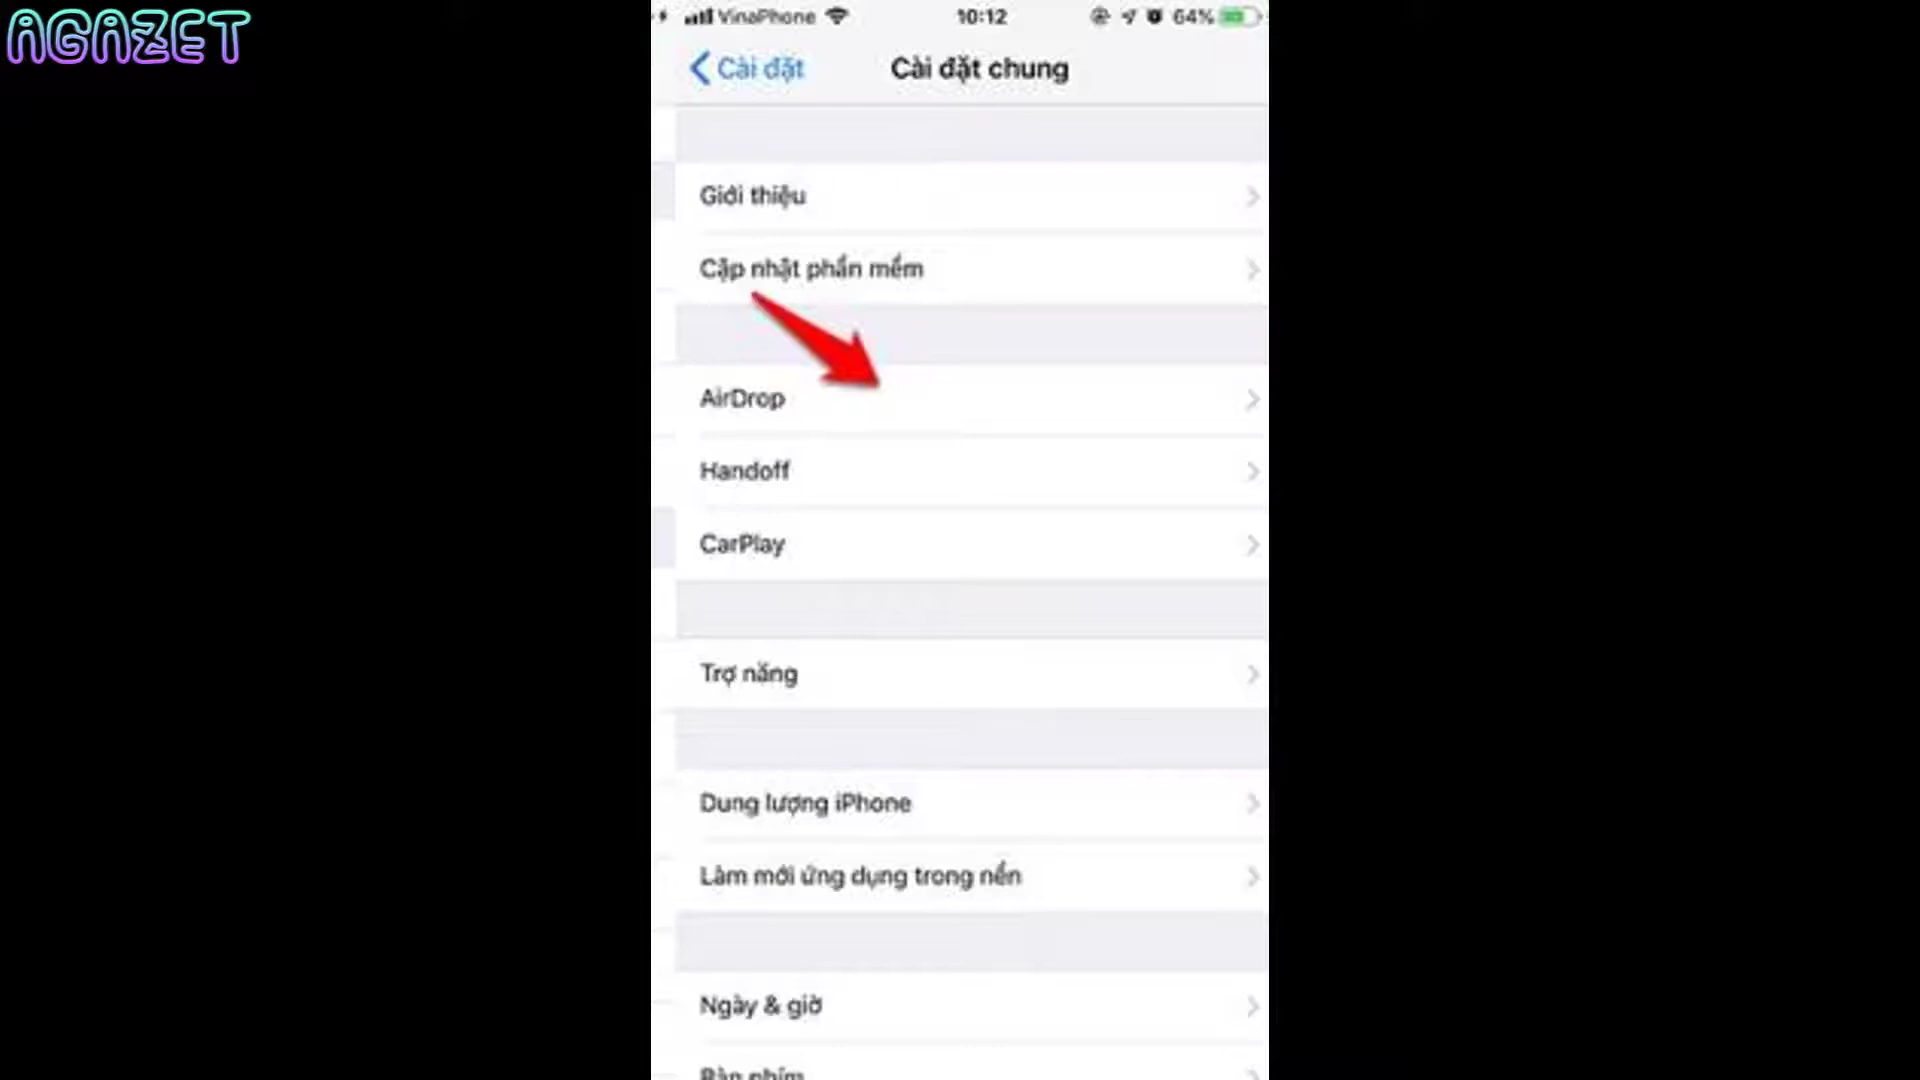 AGAZET
VinaPhone 10:12 64%
Cài đặt Cài đặt chung
Giới thiệu
Cập nhật phần mềm
AirDrop
Handoff
CarPlay
Trợ năng
Dung lượng iPhone
Làm mới ứng dụng trong nền
Ngày & giờ
Bàn phím